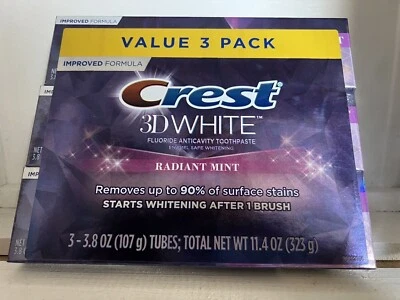 IMPROVED FORMULA
VALUE 3 PACK
IMPROVED FORMULA
Crest
3DWHITE™
FLUORIDE ANTICAVITY TOOTHPASTE
ENAMEL SAFE WHITENING
RADIANT MINT
Removes up to 90% of surface stains
STARTS WHITENING AFTER 1 BRUSH
3 - 3.8 OZ (107 g) TUBES; TOTAL NET WT 11.4 OZ (323 g)